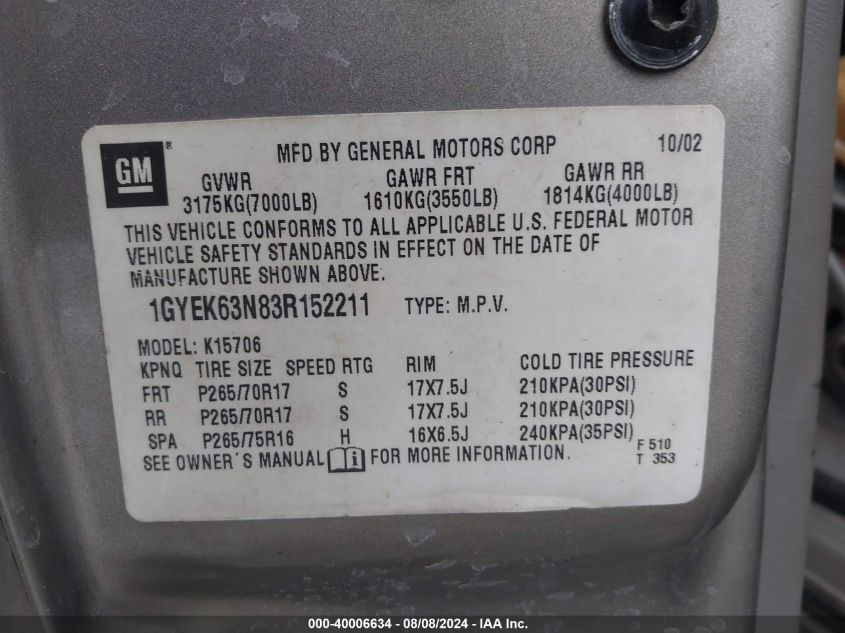 GM®
MFD BY GENERAL MOTORS CORP 10/02
GVWR GAWR FRT GAWR RR
3175KG(7000LB) 1610KG(3550LB) 1814KG(4000LB)
THIS VEHICLE CONFORMS TO ALL APPLICABLE U.S. FEDERAL MOTOR
VEHICLE SAFETY STANDARDS IN EFFECT ON THE DATE OF
MANUFACTURE SHOWN ABOVE.
1GYEK63N83R152211 TYPE: M.P.V.
MODEL: K15706
KPNQ TIRE SIZE SPEED RTG RIM COLD TIRE PRESSURE
FRT P265/70R17 S 17X7.5J 210KPA(30PSI)
RR P265/70R17 S 17X7.5J 210KPA(30PSI)
SPA P265/75R16 H 16X6.5J 240KPA(35PSI)
SEE OWNER´S MANUAL i FOR MORE INFORMATION.
F 510
T 353
000-40006634 - 08/08/2024 - IAA Inc.